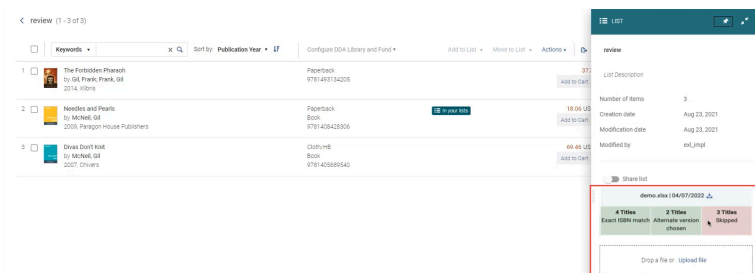 review (1 - 3 of 3)
Keywords x Sort by: Publication Year Configure DDA Library and Fund Add to List Move to List Actions
1 The Forbidden Pharaoh Paperback 37.
by Gil, Frank; Frank, Gil 9781493134205 Add to Cart
2014, Xlibris
2 Needles and Pearls Paperback In your lists 18.06 US
by McNeil, Gil Book Add to Cart
2009, Paragon House Publishers 9781408428306
3 Divas Don't Knit Cloth/HB 69.46 US
by McNeil, Gil Book Add to Cart
2007, Chivers 9781405689540
LIST
review
List Description
Number of items 3
Creation date Aug 23, 2021
Modification date Aug 23, 2021
Modified by exl_impl
Share list
demo.xlsx | 04/07/2022
4 Titles 2 Titles 3 Titles
Exact ISBN match Alternate version Skipped
chosen
Drop a file or Upload file